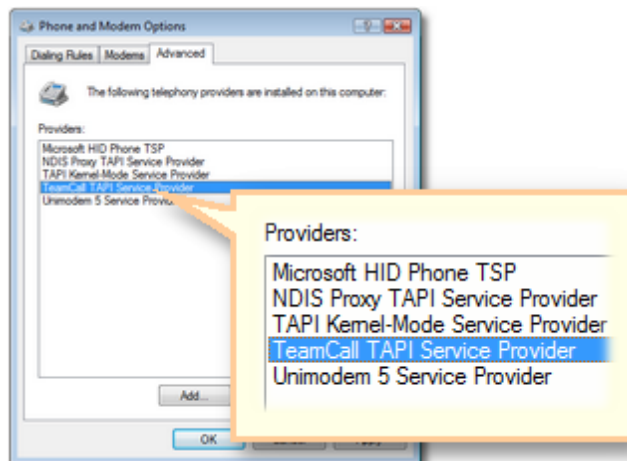 Phone and Modem Options
Dialing Rules Modems Advanced
The following telephony providers are installed on this computer:
Providers:
Microsoft HID Phone TSP
NDIS Proxy TAPI Service Provider
TAPI Kernel-Mode Service Provider
TeamCall TAPI Service Provider
Unimodem 5 Service Provider
Providers:
Microsoft HID Phone TSP
NDIS Proxy TAPI Service Provider
TAPI Kernel-Mode Service Provider
TeamCall TAPI Service Provider
Unimodem 5 Service Provider
Add...
OK